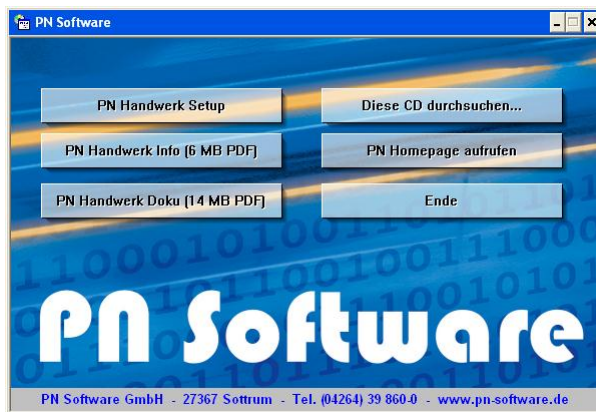 PN Software
PN Handwerk Setup
Diese CD durchsuchen...
PN Handwerk Info (6 MB PDF)
PN Homepage aufrufen
PN Handwerk Doku (14 MB PDF)
Ende
PN Software
PN Software GmbH - 27367 Sottrum - Tel. (04264) 39 860-0 - www.pn-software.de